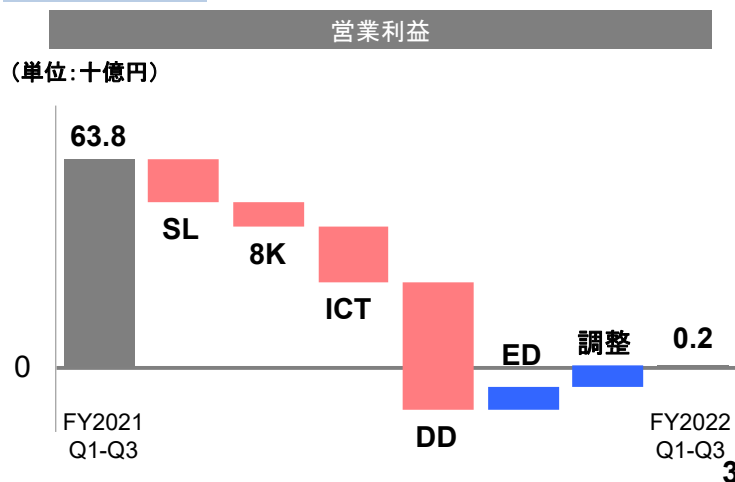 営業利益
（単位：十億円）
63.8
SL
8K
ICT
DD
ED
調整
0.2
0
FY2021
Q1-Q3
FY2022
Q1-Q3
3